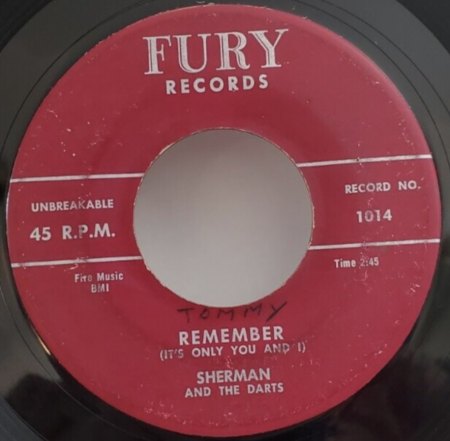 FURY
RECORDS
UNBREAKABLE
45 R.P.M.
RECORD NO.
1014
Fire Music
BMI
Time 2:45
TOMMY
REMEMBER
(IT'S ONLY YOU AND I)
SHERMAN
AND THE DARTS